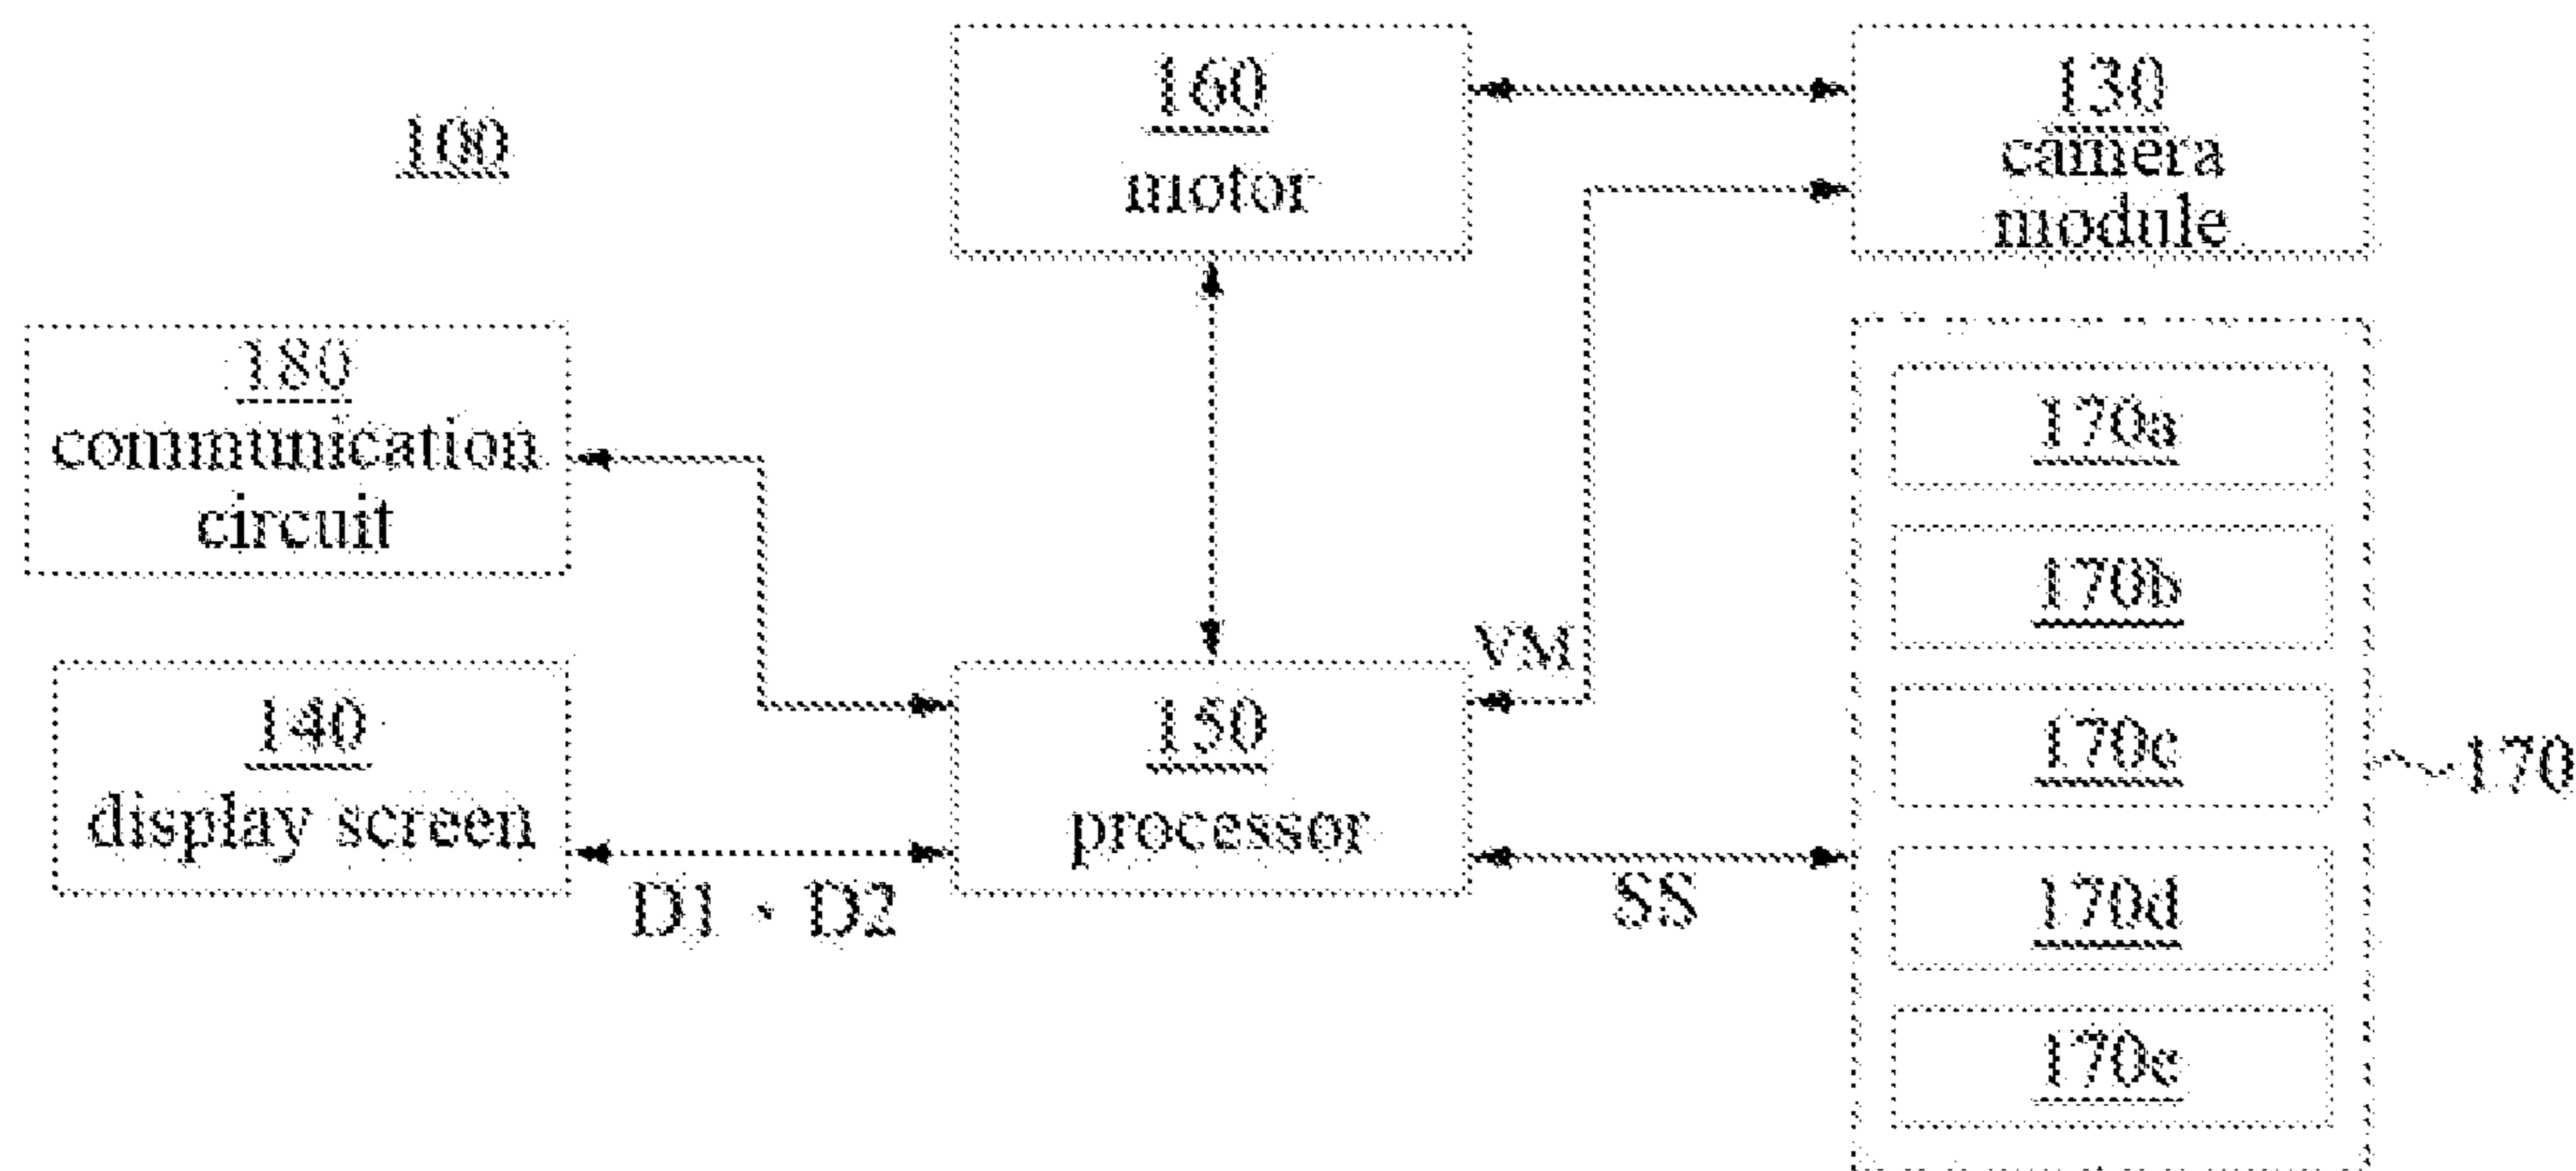 100
160
motor
130
camera
module
180
communication
circuit
140
display screen
150
processor
VM
D1 、 D2
SS
170a
170b
170c
170d
170e
170